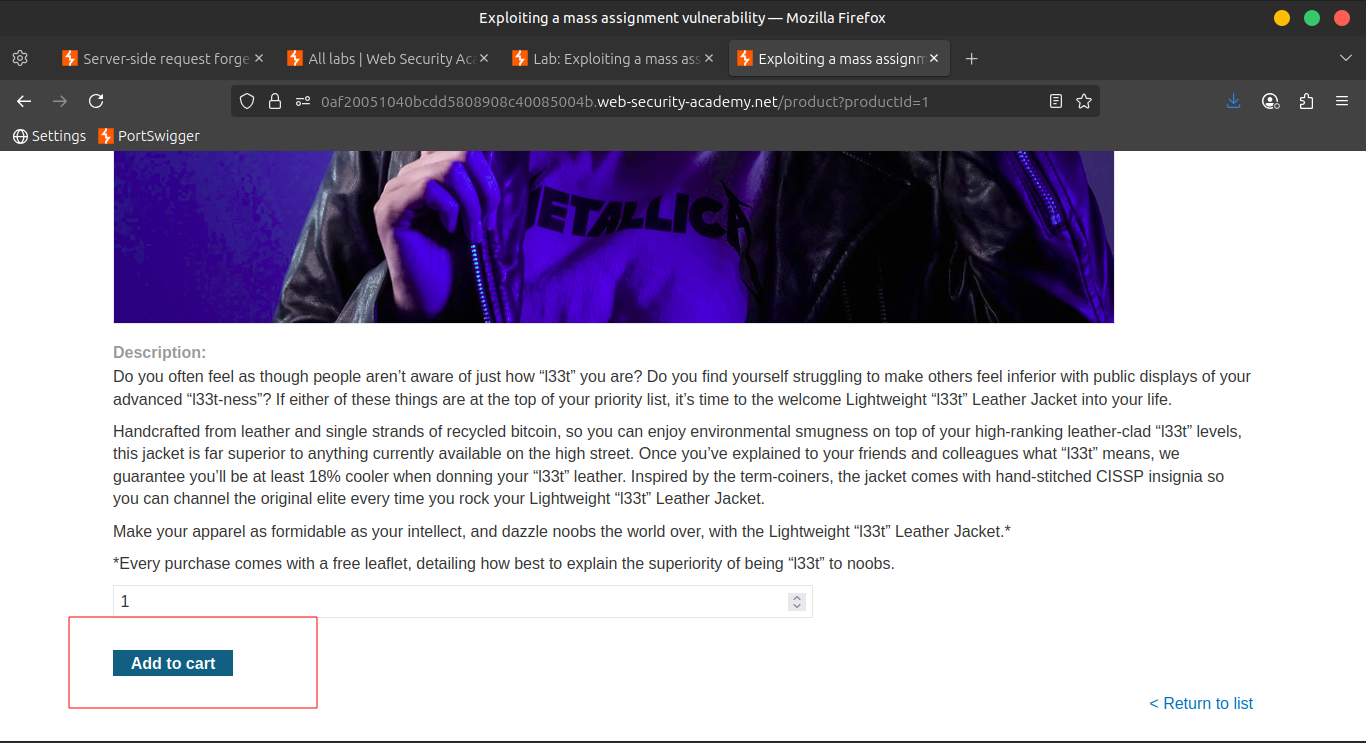 Exploiting a mass assignment vulnerability — Mozilla Firefox
Server-side request forge
All labs | Web Security Aca
Lab: Exploiting a mass ass
Exploiting a mass assignm
0af20051040bcdd5808908c40085004b.web-security-academy.net/product?productId=1
Settings
PortSwigger
METALLICA
Description:
Do you often feel as though people aren’t aware of just how “l33t” you are? Do you find yourself struggling to make others feel inferior with public displays of your
advanced “l33t-ness”? If either of these things are at the top of your priority list, it’s time to the welcome Lightweight “l33t” Leather Jacket into your life.
Handcrafted from leather and single strands of recycled bitcoin, so you can enjoy environmental smugness on top of your high-ranking leather-clad “l33t” levels,
this jacket is far superior to anything currently available on the high street. Once you’ve explained to your friends and colleagues what “l33t” means, we
guarantee you’ll be at least 18% cooler when donning your “l33t” leather. Inspired by the term-coiners, the jacket comes with hand-stitched CISSP insignia so
you can channel the original elite every time you rock your Lightweight “l33t” Leather Jacket.
Make your apparel as formidable as your intellect, and dazzle noobs the world over, with the Lightweight “l33t” Leather Jacket.*
*Every purchase comes with a free leaflet, detailing how best to explain the superiority of being “l33t” to noobs.
1
Add to cart
< Return to list